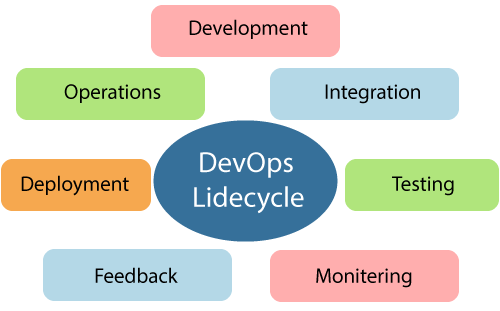 Development
Operations
Integration
DevOps
Lidecycle
Deployment
Testing
Feedback
Monitering